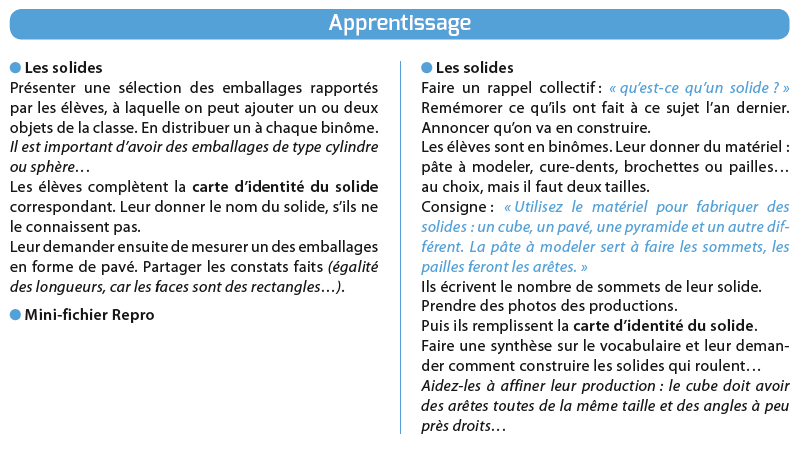 Apprentissage
● Les solides
Présenter une sélection des emballages rapportés
par les élèves, à laquelle on peut ajouter un ou deux
objets de la classe. En distribuer un à chaque binôme.
Il est important d’avoir des emballages de type cylindre
ou sphère…
Les élèves complètent la carte d’identité du solide
correspondant. Leur donner le nom du solide, s’ils ne
le connaissent pas.
Leur demander ensuite de mesurer un des emballages
en forme de pavé. Partager les constats faits (égalité
des longueurs, car les faces sont des rectangles…).
● Mini-fichier Repro
● Les solides
Faire un rappel collectif : « qu’est-ce qu’un solide ? »
Remémorer ce qu’ils ont fait à ce sujet l’an dernier.
Annoncer qu’on va en construire.
Les élèves sont en binômes. Leur donner du matériel :
pâte à modeler, cure-dents, brochettes ou pailles…
au choix, mais il faut deux tailles.
Consigne : « Utilisez le matériel pour fabriquer des
solides : un cube, un pavé, une pyramide et un autre dif-
férent. La pâte à modeler sert à faire les sommets, les
pailles feront les arêtes. »
Ils écrivent le nombre de sommets de leur solide.
Prendre des photos des productions.
Puis ils remplissent la carte d’identité du solide.
Faire une synthèse sur le vocabulaire et leur deman-
der comment construire les solides qui roulent…
Aidez-les à affiner leur production : le cube doit avoir
des arêtes toutes de la même taille et des angles à peu
près droits…